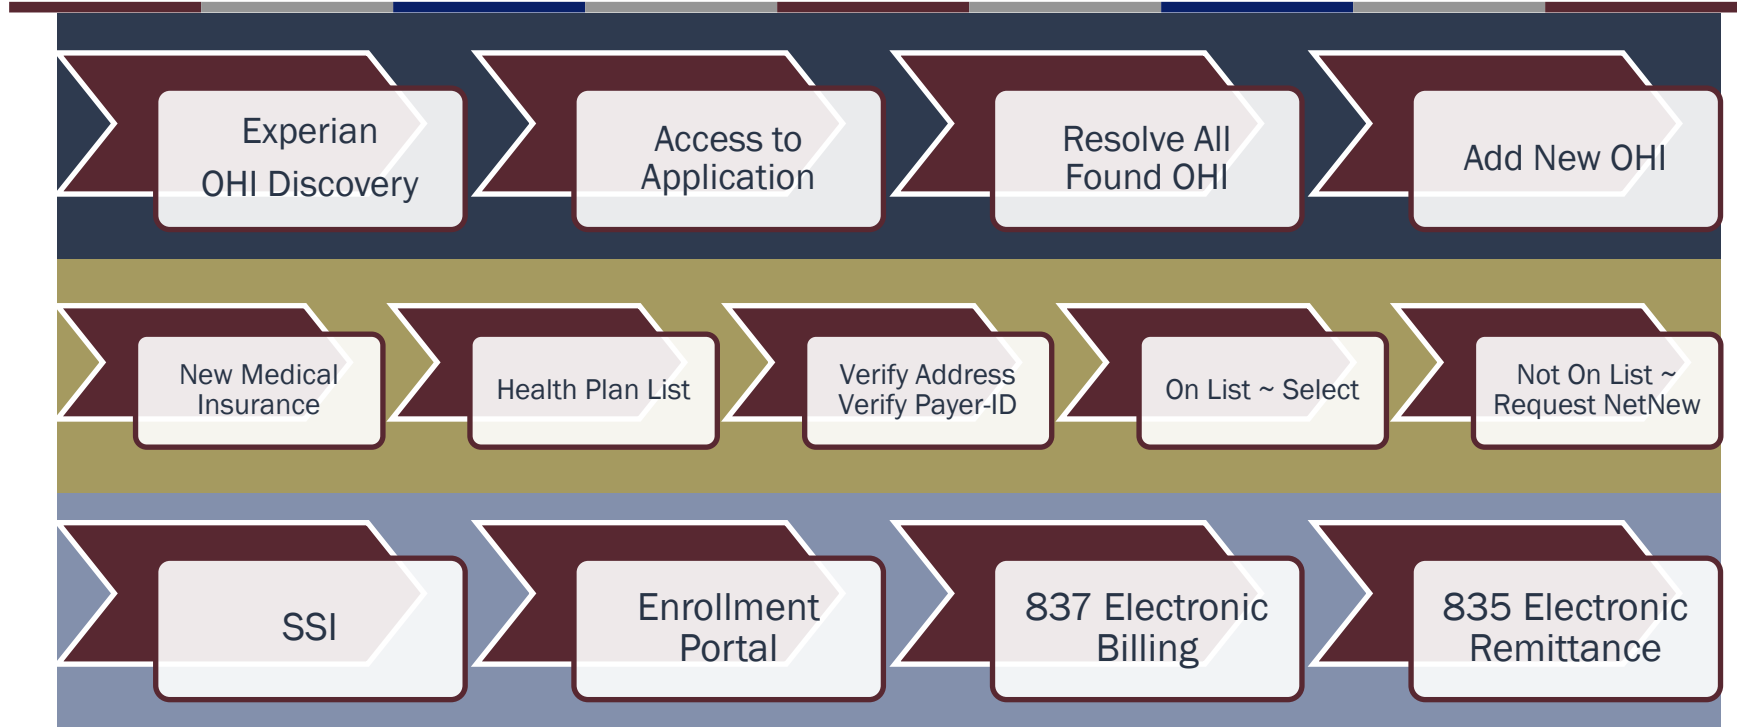 Experian
OHI Discovery
Access to
Application
Resolve All
Found OHI
Add New OHI
New Medical
Insurance
Health Plan List
Verify Address
Verify Payer-ID
On List ~ Select
Not On List ~
Request NetNew
SSI
Enrollment
Portal
837 Electronic
Billing
835 Electronic
Remittance